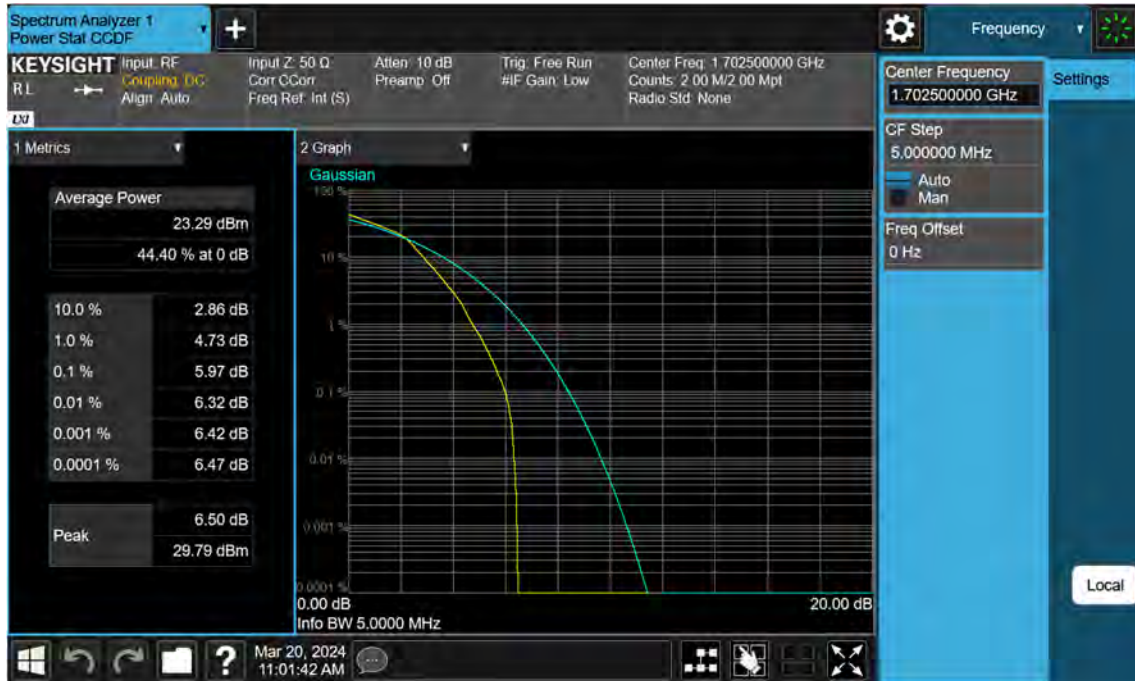 Spectrum Analyzer 1
Power Stat CCDF
+
Frequency
KEYSIGHT
RL
LXI
Input: RF
Coupling: DC
Align: Auto
Input Z: 50 Ω
Corr CCorr
Freq Ref: Int (S)
Atten: 10 dB
Preamp: Off
Trig: Free Run
#IF Gain: Low
Center Freq: 1.702500000 GHz
Counts: 2.00 M/2.00 Mpt
Radio Std: None
Center Frequency
1.702500000 GHz
Settings
CF Step
5.000000 MHz
Auto
Man
Freq Offset
0 Hz
1 Metrics
Average Power
23.29 dBm
44.40 % at 0 dB
10.0 % 2.86 dB
1.0 % 4.73 dB
0.1 % 5.97 dB
0.01 % 6.32 dB
0.001 % 6.42 dB
0.0001 % 6.47 dB
Peak
6.50 dB
29.79 dBm
2 Graph
Gaussian
100 %
10 %
1 %
0.1 %
0.01 %
0.001 %
0.0001 %
0.00 dB 20.00 dB
Info BW 5.0000 MHz
Local
?
Mar 20, 2024
11:01:42 AM